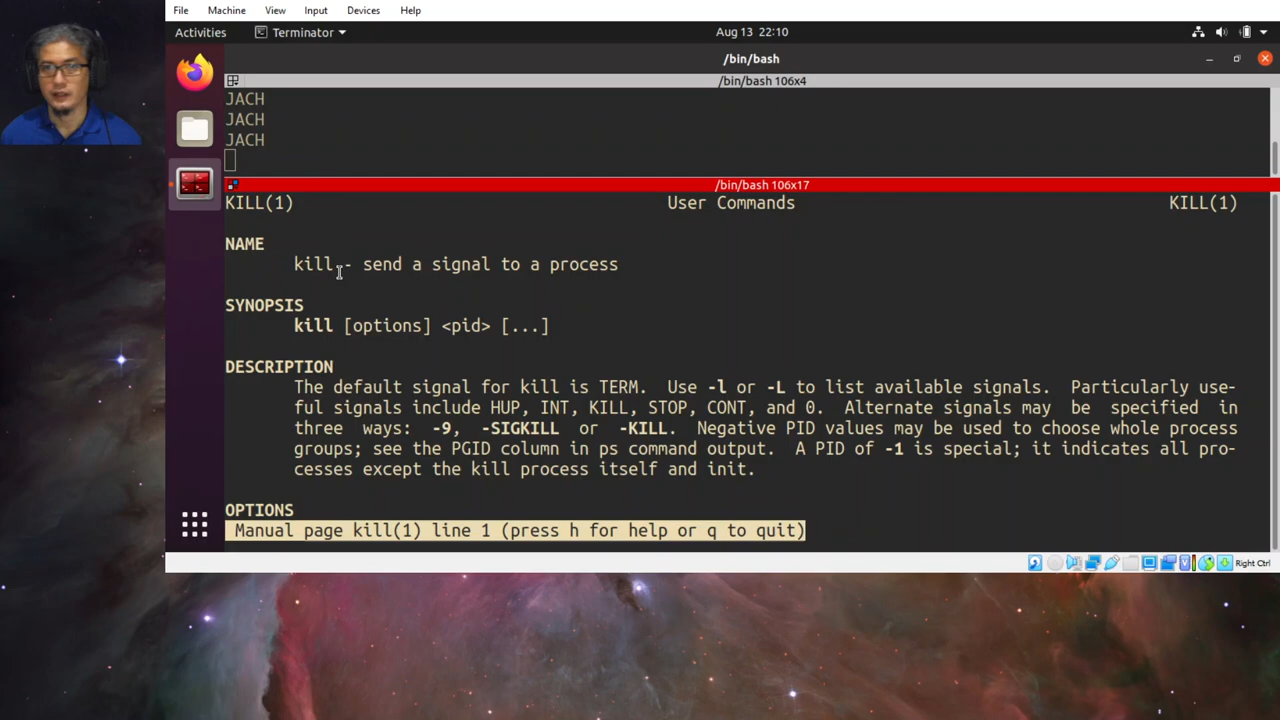 File Machine View Input Devices Help
Activities Terminator Aug 13 22:10
/bin/bash
/bin/bash 106x4
JACH
JACH
JACH
/bin/bash 106x17
KILL(1) User Commands KILL(1)
NAME
kill - send a signal to a process
SYNOPSIS
kill [options] <pid> [...]
DESCRIPTION
The default signal for kill is TERM. Use -l or -L to list available signals. Particularly use-
ful signals include HUP, INT, KILL, STOP, CONT, and 0. Alternate signals may be specified in
three ways: -9, -SIGKILL or -KILL. Negative PID values may be used to choose whole process
groups; see the PGID column in ps command output. A PID of -1 is special; it indicates all pro-
cesses except the kill process itself and init.
OPTIONS
Manual page kill(1) line 1 (press h for help or q to quit)
Right Ctrl